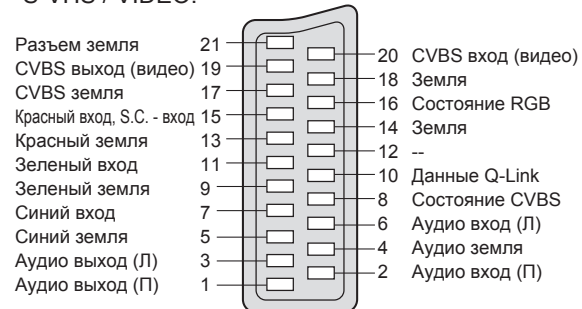 S-VHS / VIDEO.
Разъем земля 21
CVBS выход (видео) 19
CVBS земля 17
Красный вход, S.C. - вход 15
Красный земля 13
Зеленый вход 11
Зеленый земля 9
Синий вход 7
Синий земля 5
Аудио выход (Л) 3
Аудио выход (П) 1
20 CVBS вход (видео)
18 Земля
16 Состояние RGB
14 Земля
12 --
10 Данные Q-Link
8 Состояние CVBS
6 Аудио вход (Л)
4 Аудио земля
2 Аудио вход (П)